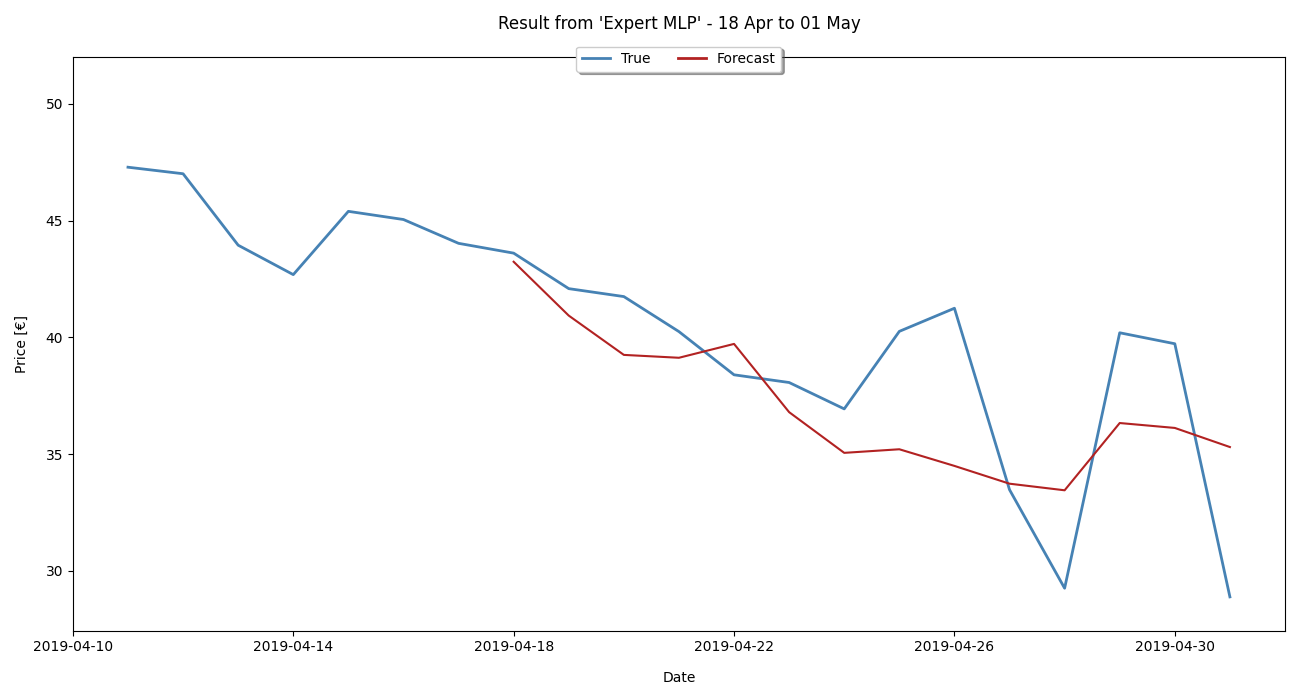 Result from 'Expert MLP' - 18 Apr to 01 May
True Forecast
50
45
40
35
30
Price [€]
2019-04-10 2019-04-14 2019-04-18 2019-04-22 2019-04-26 2019-04-30
Date